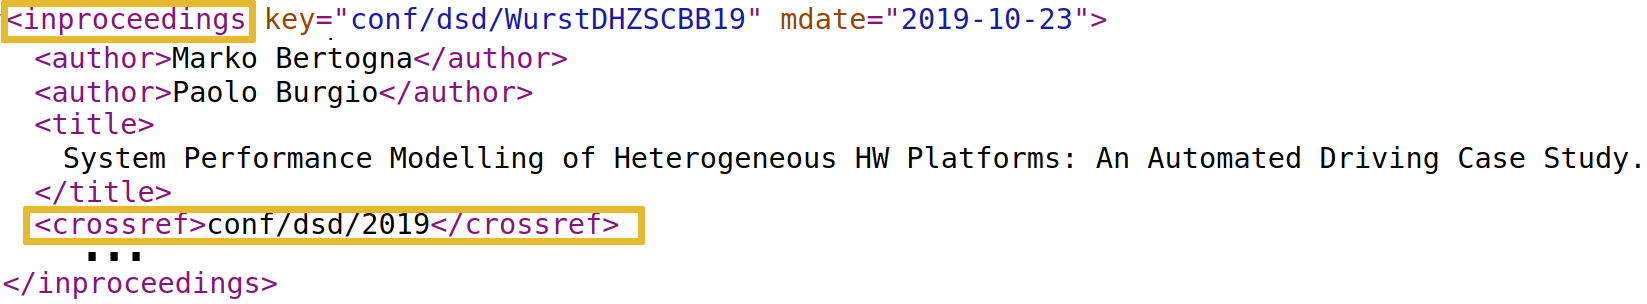 <inproceedings key="conf/dsd/WurstDHZSCBB19" mdate="2019-10-23">
<author>Marko Bertogna</author>
<author>Paolo Burgio</author>
<title>
System Performance Modelling of Heterogeneous HW Platforms: An Automated Driving Case Study.
</title>
<crossref>conf/dsd/2019</crossref>
...
</inproceedings>